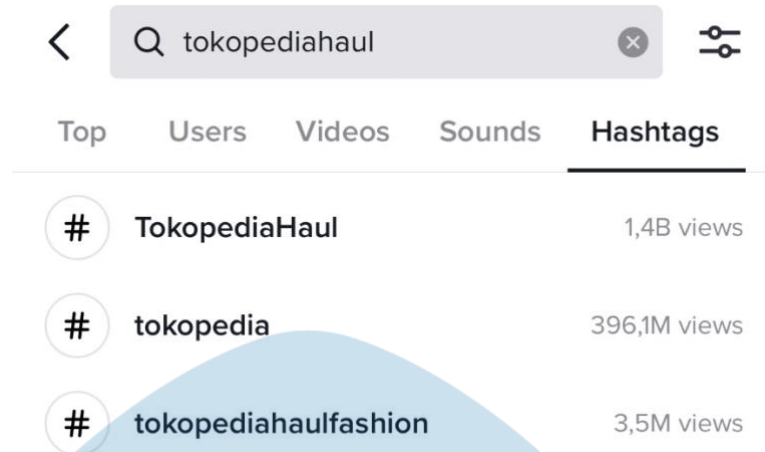 tokopediahaul
Top Users Videos Sounds Hashtags
# TokopediaHaul 1,4B views
# tokopedia 396,1M views
# tokopediahaulfashion 3,5M views